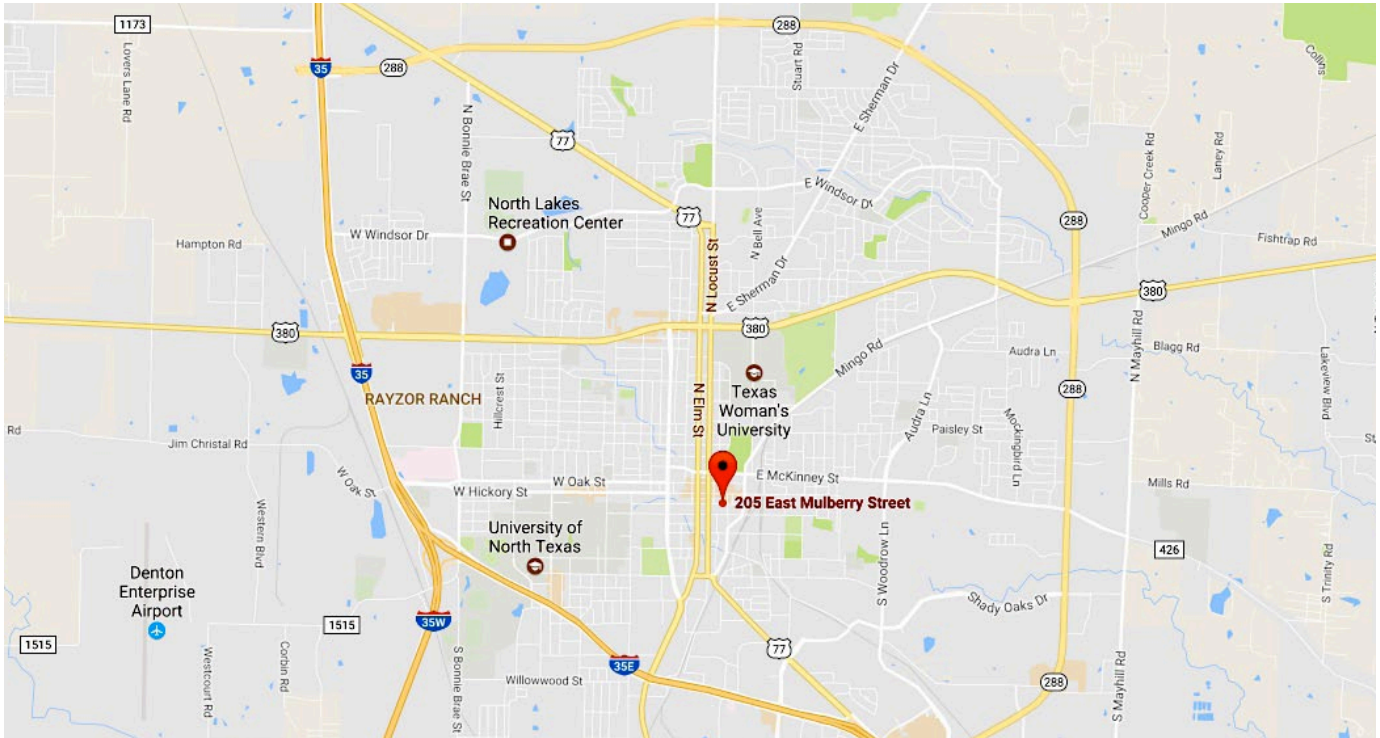 1173
Lovers Lane Rd
35
288
288
Stuart Rd
Collins
N Bonnie Brae St
77
E Sherman Dr
Cooper Creek Rd
Laney Rd
E Windsor Dr
North Lakes
Recreation Center
77
288
Mingo Rd
W Windsor Dr
Hampton Rd
N Bell Ave
Fishtrap Rd
N Locust St
E Sherman Dr
380
380
380
N Mayhill Rd
Mingo Rd
Audra Ln
Blagg Rd
Lakeview Blvd
35
Texas
Woman's
University
288
RAYZOR RANCH
Hillcrest St
N Elm St
Audra Ln
Paisley St
Mockingbird Ln
Rd
Jim Christal Rd
St
W Oak St
W Hickory St
W Oak St
E McKinney St
Mills Rd
205 East Mulberry Street
Western Blvd
University of
North Texas
S Woodrow Ln
426
S Trinity Rd
Denton
Enterprise
Airport
Shady Oaks Dr
1515
1515
35W
Corbin Rd
Westcourt Rd
S Bonnie Brae St
77
35E
Willowwood St
288
S Mayhill Rd